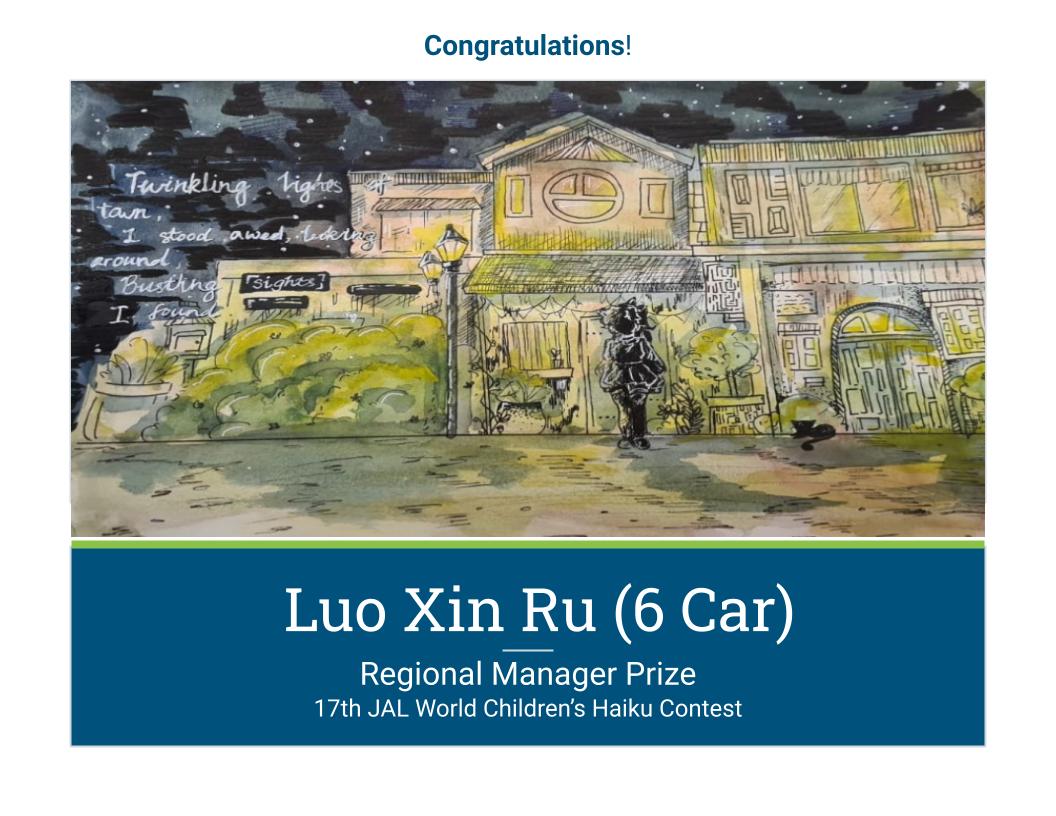 Congratulations!
Twinkling lights of
town,
I stood awed, looking
around,
Bustling [sights]
I found
Luo Xin Ru (6 Car)
Regional Manager Prize
17th JAL World Children’s Haiku Contest